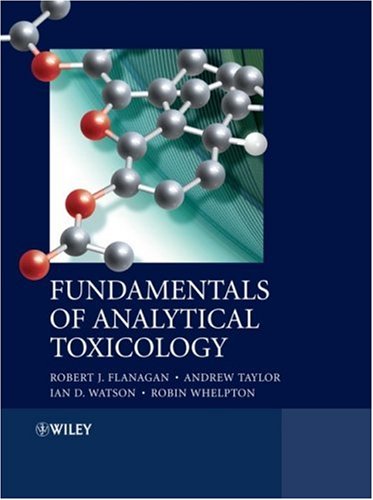 FUNDAMENTALS
OF ANALYTICAL
TOXICOLOGY
ROBERT J. FLANAGAN · ANDREW TAYLOR
IAN D. WATSON · ROBIN WHELPTON
WILEY